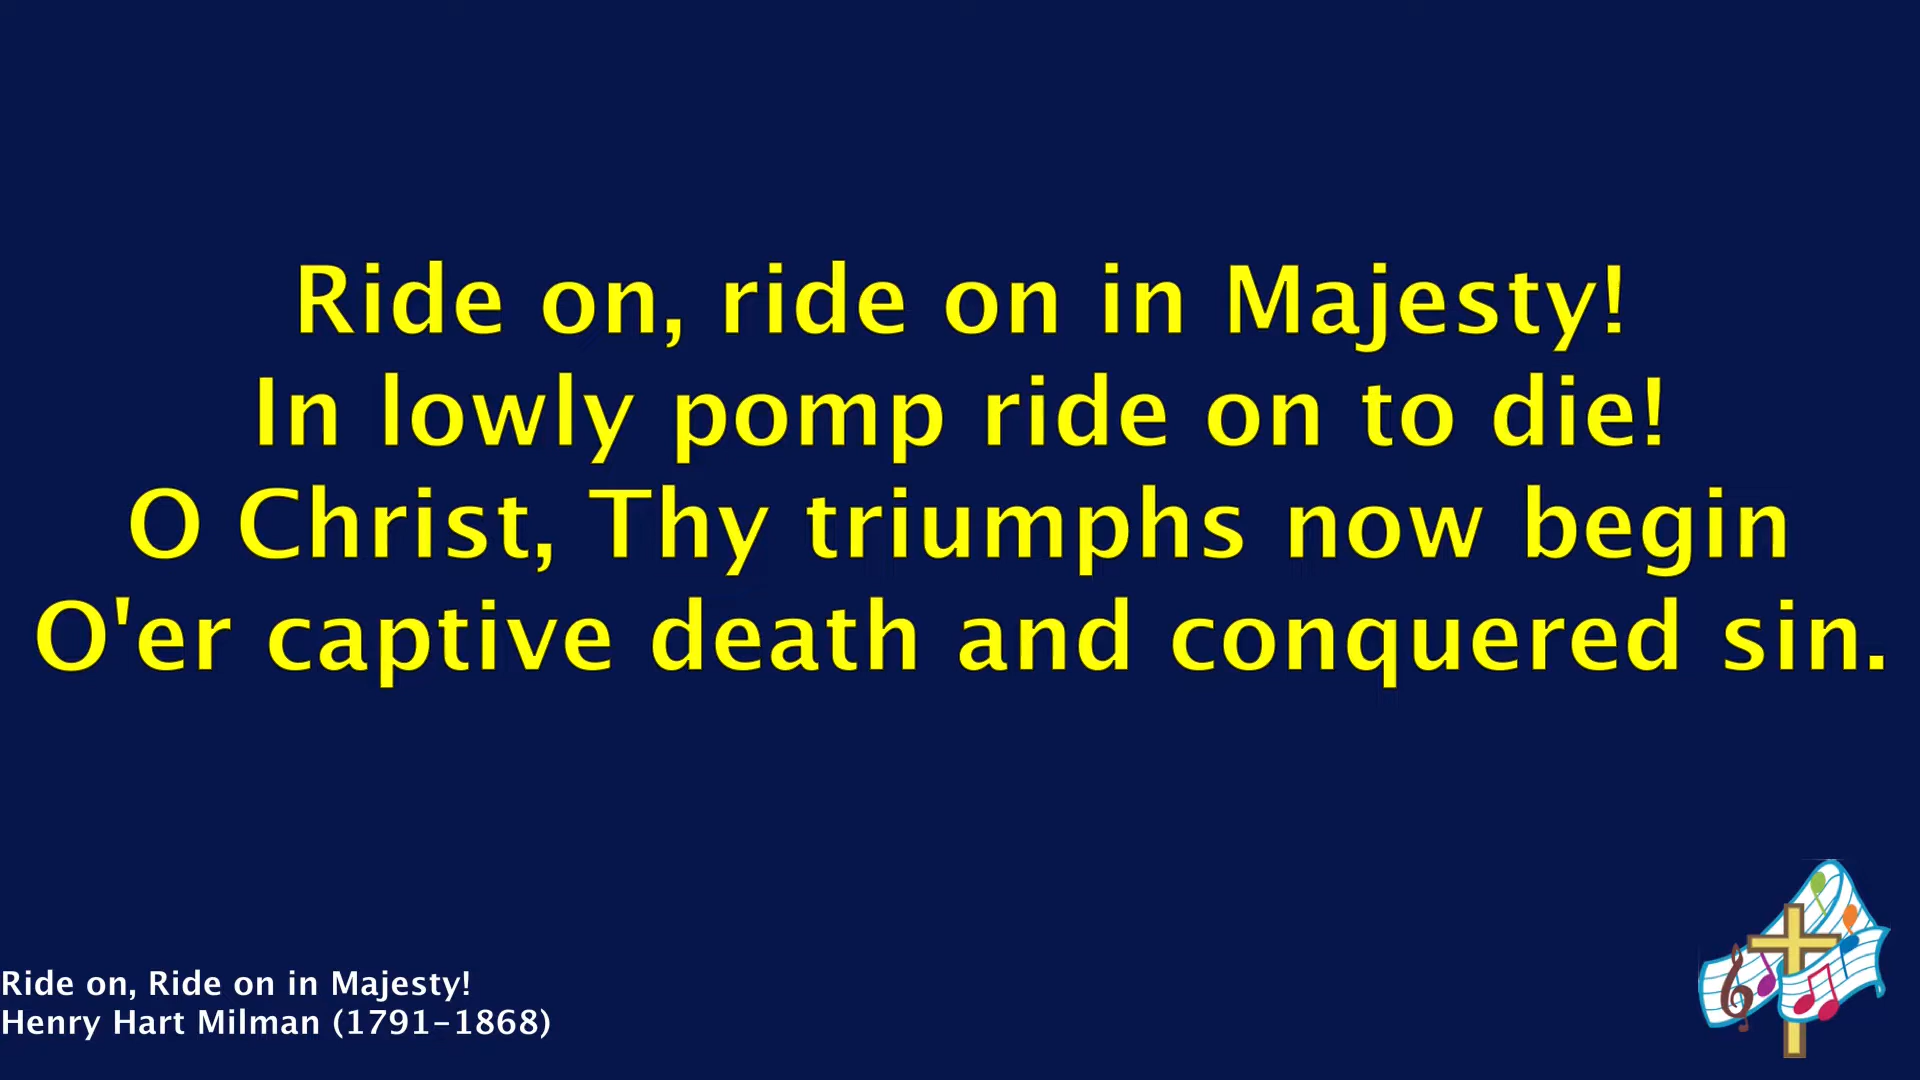 Ride on, ride on in Majesty!
In lowly pomp ride on to die!
O Christ, Thy triumphs now begin
O'er captive death and conquered sin.
Ride on, Ride on in Majesty!
Henry Hart Milman (1791-1868)